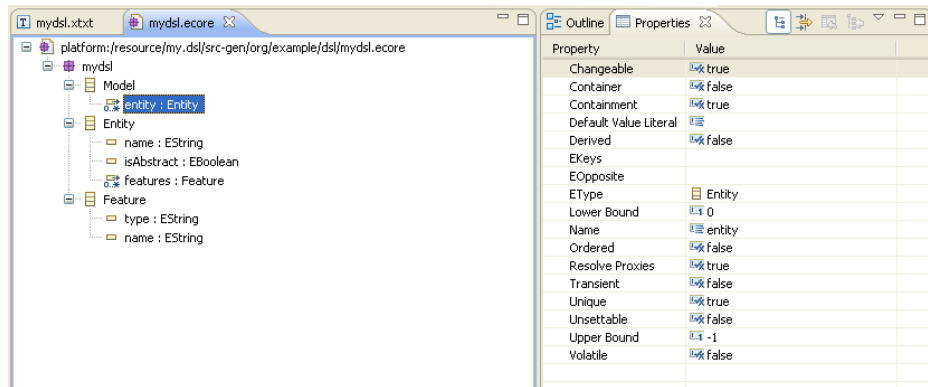 mydsl.xtxt
mydsl.ecore
platform:/resource/my.dsl/src-gen/org/example/dsl/mydsl.ecore
mydsl
Model
0..* entity : Entity
Entity
name : EString
isAbstract : EBoolean
0..* features : Feature
Feature
type : EString
name : EString
Outline
Properties
Property Value
Changeable true
Container false
Containment true
Default Value Literal
Derived false
EKeys
EOpposite
EType Entity
Lower Bound 0
Name entity
Ordered false
Resolve Proxies true
Transient false
Unique true
Unsettable false
Upper Bound -1
Volatile false